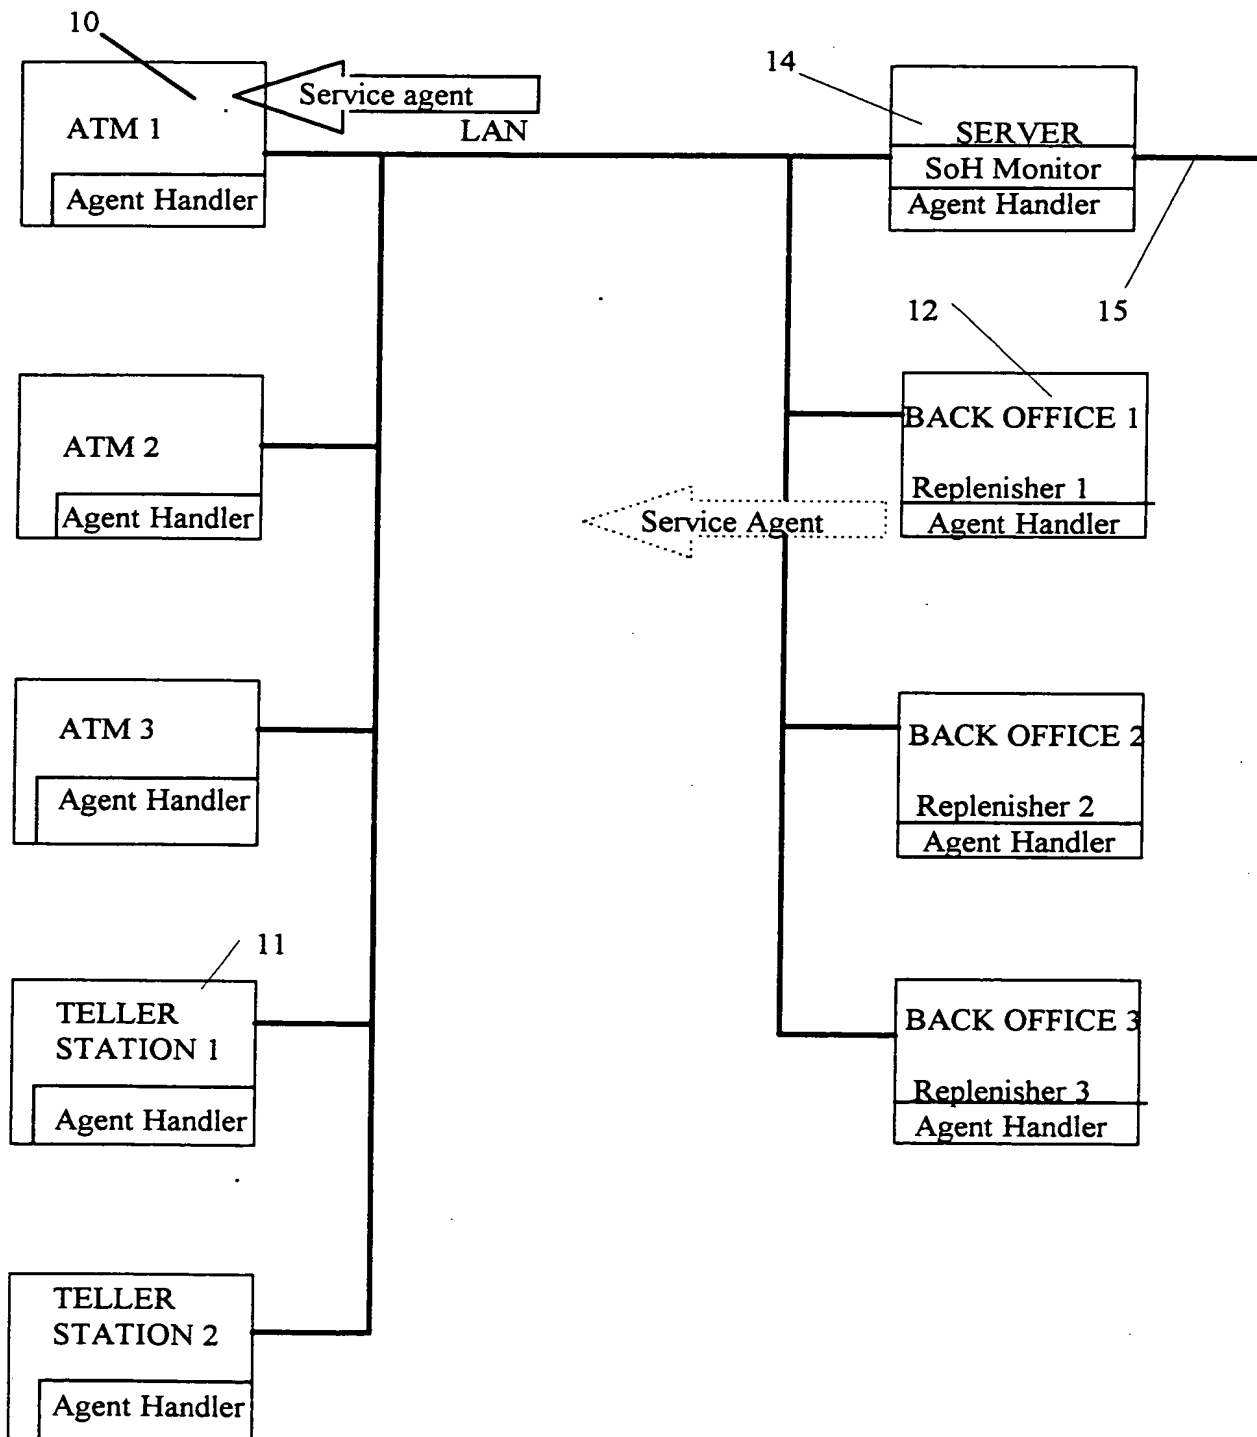 10
14
Service agent
ATM 1
LAN
SERVER
SoH Monitor
Agent Handler
Agent Handler
12
15
ATM 2
Agent Handler
BACK OFFICE 1
Replenisher 1
Agent Handler
Service Agent
ATM 3
Agent Handler
BACK OFFICE 2
Replenisher 2
Agent Handler
11
TELLER
STATION 1
Agent Handler
BACK OFFICE 3
Replenisher 3
Agent Handler
TELLER
STATION 2
Agent Handler